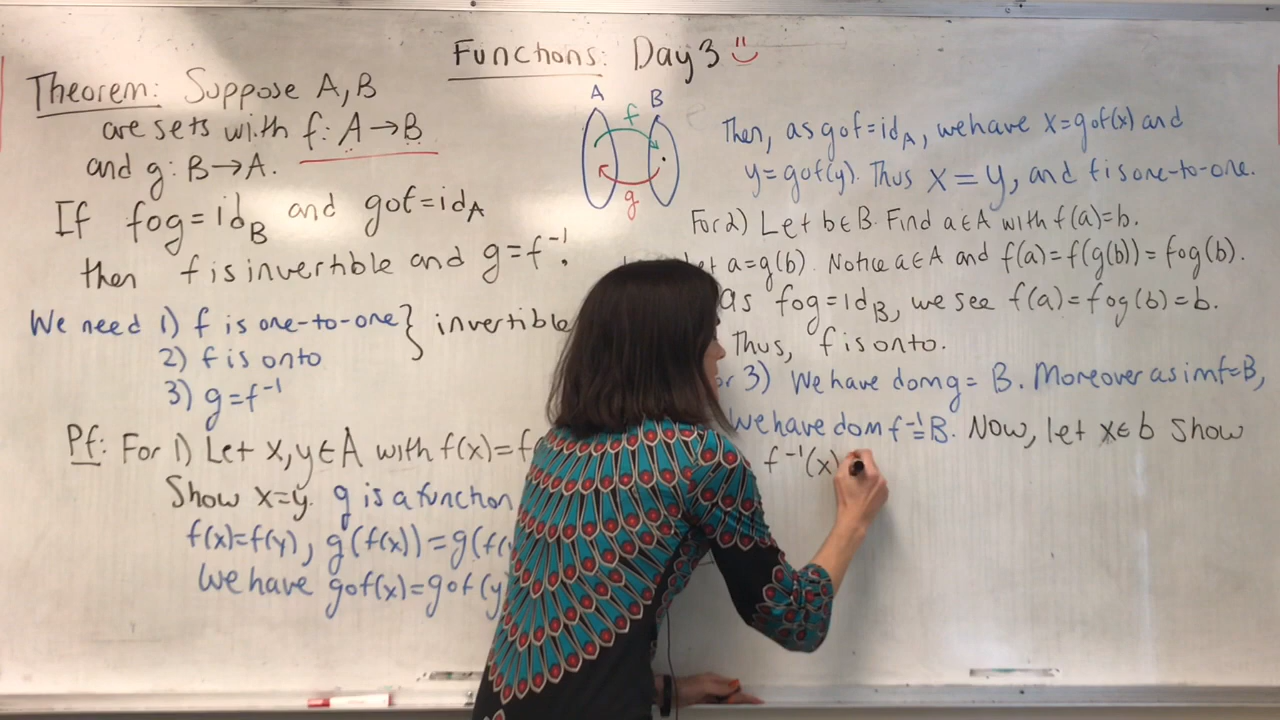 Functions: Day 3
Theorem: Suppose A, B
are sets with f: A→B
and g: B→A.
If f∘g = id_B and g∘f = id_A
then f is invertible and g = f⁻¹.
We need 1) f is one-to-one } invertible
2) f is onto
3) g = f⁻¹
Pf: For 1) Let x, y ∈ A with f(x) = f
Show x = y. g is a function
f(x) = f(y), g(f(x)) = g(f(
We have g∘f(x) = g∘f(y
A B
f
g
Then, as g∘f = id_A, we have x = g∘f(x) and
y = g∘f(y). Thus x = y, and f is one-to-one.
For 2) Let b ∈ B. Find a ∈ A with f(a) = b.
a = g(b). Notice a ∈ A and f(a) = f(g(b)) = f∘g(b).
As f∘g = id_B, we see f(a) = f∘g(b) = b.
Thus, f is onto.
3) We have dom g = B. Moreover as im f = B,
We have dom f⁻¹ = B. Now, let x ∈ b Show
f⁻¹(x)